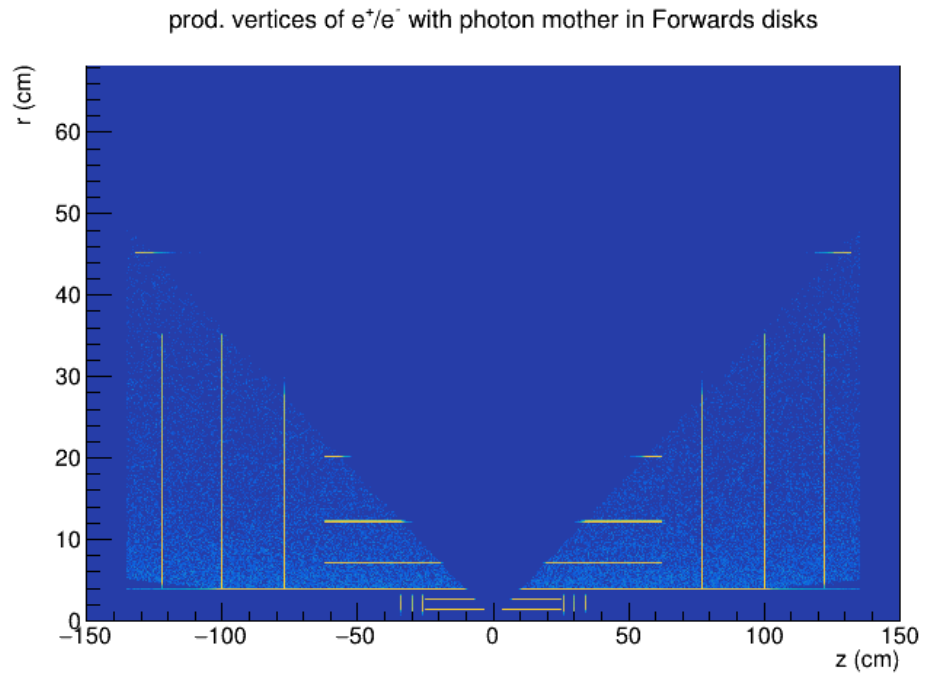 prod. vertices of e⁺/e⁻ with photon mother in Forwards disks
r (cm)
60
50
40
30
20
10
0
−150 −100 −50 0 50 100 150
z (cm)